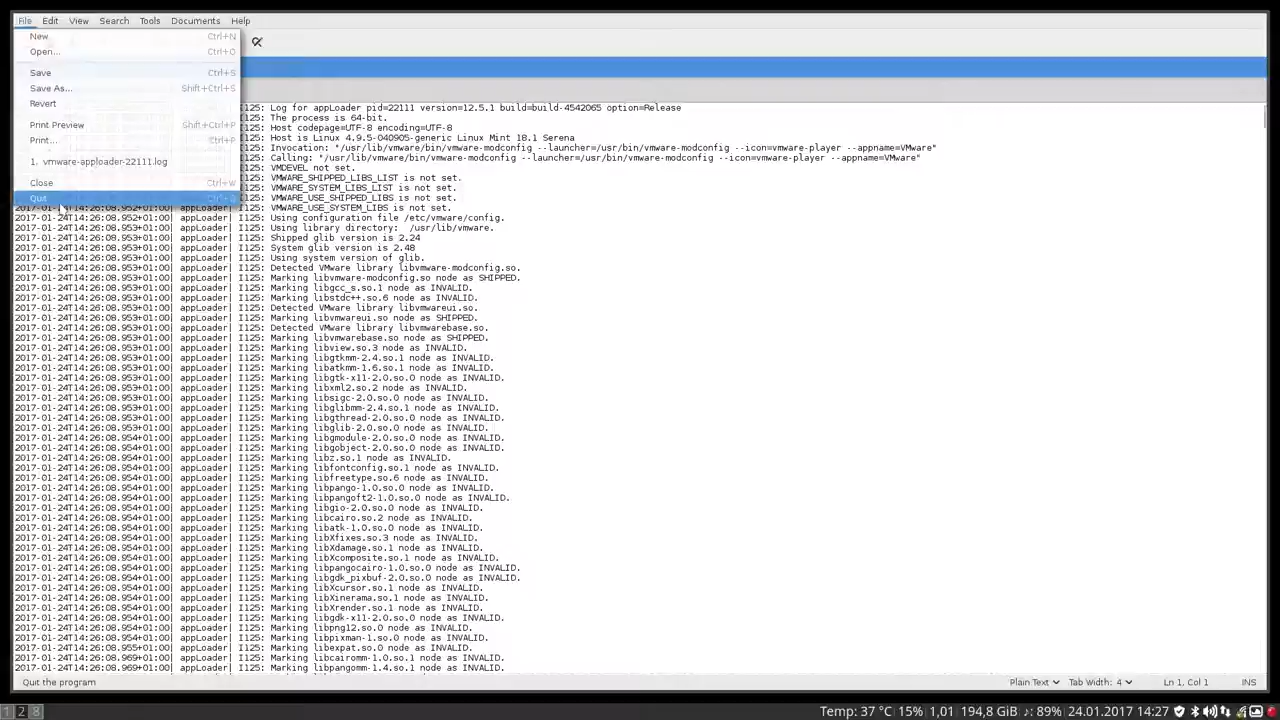 File Edit View Search Tools Documents Help
New Ctrl+N
Open... Ctrl+O
Save Ctrl+S
Save As... Shift+Ctrl+S
Revert
Print Preview Shift+Ctrl+P
Print... Ctrl+P
1. vmware-apploader-22111.log
Close Ctrl+W
Quit Ctrl+Q
I125: Log for appLoader pid=22111 version=12.5.1 build=build-4542065 option=Release
I125: The process is 64-bit.
I125: Host codepage=UTF-8 encoding=UTF-8
I125: Host is Linux 4.9.5-040905-generic Linux Mint 18.1 Serena
I125: Invocation: "/usr/lib/vmware/bin/vmware-modconfig --launcher=/usr/bin/vmware-modconfig --icon=vmware-player --appname=VMware"
I125: Calling: "/usr/lib/vmware/bin/vmware-modconfig --launcher=/usr/bin/vmware-modconfig --icon=vmware-player --appname=VMware"
I125: VMDEVEL not set.
I125: VMWARE_SHIPPED_LIBS_LIST is not set.
I125: VMWARE_SYSTEM_LIBS_LIST is not set.
I125: VMWARE_USE_SHIPPED_LIBS is not set.
2017-01-24T14:26:08.952+01:00| appLoader| I125: VMWARE_USE_SYSTEM_LIBS is not set.
2017-01-24T14:26:08.953+01:00| appLoader| I125: Using configuration file /etc/vmware/config.
2017-01-24T14:26:08.953+01:00| appLoader| I125: Using library directory: /usr/lib/vmware.
2017-01-24T14:26:08.953+01:00| appLoader| I125: Shipped glib version is 2.24
2017-01-24T14:26:08.953+01:00| appLoader| I125: System glib version is 2.48
2017-01-24T14:26:08.953+01:00| appLoader| I125: Using system version of glib.
2017-01-24T14:26:08.953+01:00| appLoader| I125: Detected VMware library libvmware-modconfig.so.
2017-01-24T14:26:08.953+01:00| appLoader| I125: Marking libvmware-modconfig.so node as SHIPPED.
2017-01-24T14:26:08.953+01:00| appLoader| I125: Marking libgcc_s.so.1 node as INVALID.
2017-01-24T14:26:08.953+01:00| appLoader| I125: Marking libstdc++.so.6 node as INVALID.
2017-01-24T14:26:08.953+01:00| appLoader| I125: Detected VMware library libvmwareui.so.
2017-01-24T14:26:08.953+01:00| appLoader| I125: Marking libvmwareui.so node as SHIPPED.
2017-01-24T14:26:08.953+01:00| appLoader| I125: Detected VMware library libvmwarebase.so.
2017-01-24T14:26:08.953+01:00| appLoader| I125: Marking libvmwarebase.so node as SHIPPED.
2017-01-24T14:26:08.953+01:00| appLoader| I125: Marking libview.so.3 node as INVALID.
2017-01-24T14:26:08.953+01:00| appLoader| I125: Marking libgtkmm-2.4.so.1 node as INVALID.
2017-01-24T14:26:08.953+01:00| appLoader| I125: Marking libatkmm-1.6.so.1 node as INVALID.
2017-01-24T14:26:08.953+01:00| appLoader| I125: Marking libgtk-x11-2.0.so.0 node as INVALID.
2017-01-24T14:26:08.953+01:00| appLoader| I125: Marking libxml2.so.2 node as INVALID.
2017-01-24T14:26:08.953+01:00| appLoader| I125: Marking libsigc-2.0.so.0 node as INVALID.
2017-01-24T14:26:08.953+01:00| appLoader| I125: Marking libglibmm-2.4.so.1 node as INVALID.
2017-01-24T14:26:08.953+01:00| appLoader| I125: Marking libgthread-2.0.so.0 node as INVALID.
2017-01-24T14:26:08.953+01:00| appLoader| I125: Marking libglib-2.0.so.0 node as INVALID.
2017-01-24T14:26:08.954+01:00| appLoader| I125: Marking libgmodule-2.0.so.0 node as INVALID.
2017-01-24T14:26:08.954+01:00| appLoader| I125: Marking libgobject-2.0.so.0 node as INVALID.
2017-01-24T14:26:08.954+01:00| appLoader| I125: Marking libz.so.1 node as INVALID.
2017-01-24T14:26:08.954+01:00| appLoader| I125: Marking libfontconfig.so.1 node as INVALID.
2017-01-24T14:26:08.954+01:00| appLoader| I125: Marking libfreetype.so.6 node as INVALID.
2017-01-24T14:26:08.954+01:00| appLoader| I125: Marking libpango-1.0.so.0 node as INVALID.
2017-01-24T14:26:08.954+01:00| appLoader| I125: Marking libpangoft2-1.0.so.0 node as INVALID.
2017-01-24T14:26:08.954+01:00| appLoader| I125: Marking libgio-2.0.so.0 node as INVALID.
2017-01-24T14:26:08.954+01:00| appLoader| I125: Marking libcairo.so.2 node as INVALID.
2017-01-24T14:26:08.954+01:00| appLoader| I125: Marking libatk-1.0.so.0 node as INVALID.
2017-01-24T14:26:08.954+01:00| appLoader| I125: Marking libXfixes.so.3 node as INVALID.
2017-01-24T14:26:08.954+01:00| appLoader| I125: Marking libXdamage.so.1 node as INVALID.
2017-01-24T14:26:08.954+01:00| appLoader| I125: Marking libXcomposite.so.1 node as INVALID.
2017-01-24T14:26:08.954+01:00| appLoader| I125: Marking libpangocairo-1.0.so.0 node as INVALID.
2017-01-24T14:26:08.954+01:00| appLoader| I125: Marking libgdk_pixbuf-2.0.so.0 node as INVALID.
2017-01-24T14:26:08.954+01:00| appLoader| I125: Marking libXcursor.so.1 node as INVALID.
2017-01-24T14:26:08.954+01:00| appLoader| I125: Marking libXinerama.so.1 node as INVALID.
2017-01-24T14:26:08.954+01:00| appLoader| I125: Marking libXrender.so.1 node as INVALID.
2017-01-24T14:26:08.954+01:00| appLoader| I125: Marking libgdk-x11-2.0.so.0 node as INVALID.
2017-01-24T14:26:08.954+01:00| appLoader| I125: Marking libpng12.so.0 node as INVALID.
2017-01-24T14:26:08.954+01:00| appLoader| I125: Marking libpixman-1.so.0 node as INVALID.
2017-01-24T14:26:08.955+01:00| appLoader| I125: Marking libexpat.so.0 node as INVALID.
2017-01-24T14:26:08.969+01:00| appLoader| I125: Marking libcairomm-1.0.so.1 node as INVALID.
2017-01-24T14:26:08.969+01:00| appLoader| I125: Marking libpangomm-1.4.so.1 node as INVALID.
Quit the program Plain Text Tab Width: 4 Ln 1, Col 1 INS
1 2 8 Temp: 37 °C 15% 1,01 194,8 GiB ♪: 89% 24.01.2017 14:27